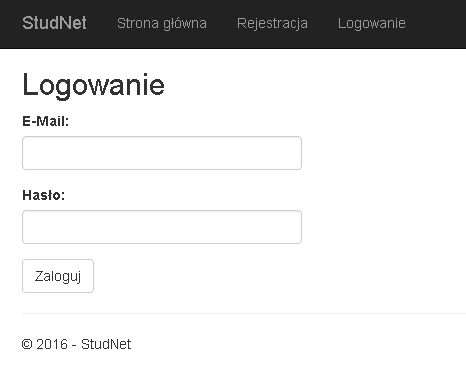 StudNet Strona główna Rejestracja Logowanie
Logowanie
E-Mail:
Hasło:
Zaloguj
© 2016 - StudNet